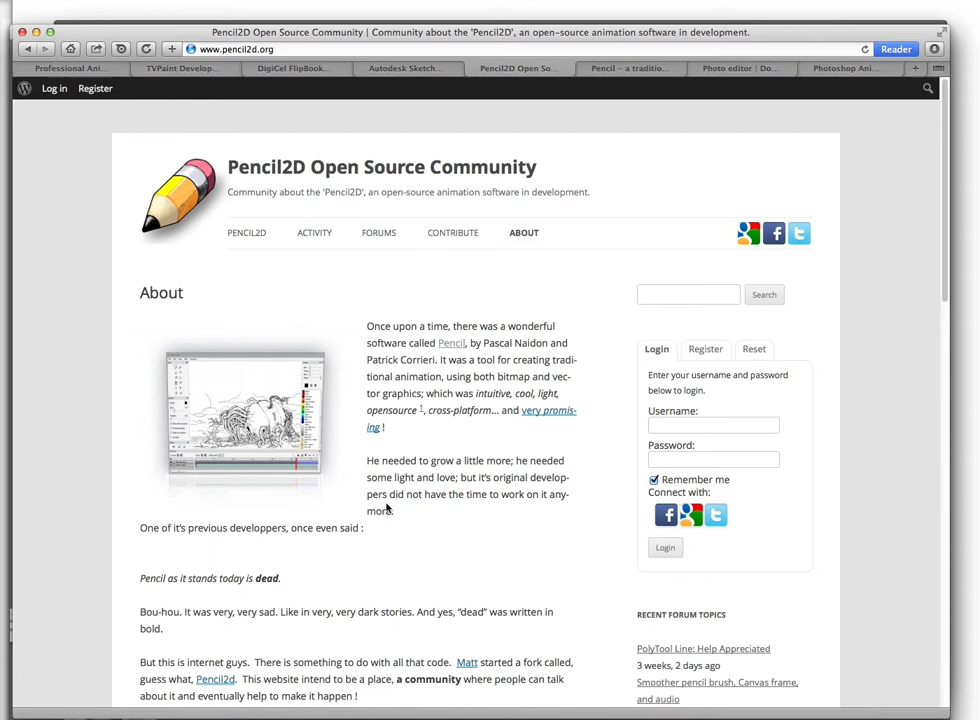 Pencil2D Open Source Community | Community about the 'Pencil2D', an open-source animation software in development.
www.pencil2d.org
Reader
Professional Ani...
TVPaint Develop...
DigiCel FlipBook...
Autodesk Sketch...
Pencil2D Open So...
Pencil – a traditio...
Photo editor | Do...
Photoshop Ani...
Log in
Register
Pencil2D Open Source Community
Community about the 'Pencil2D', an open-source animation software in development.
PENCIL2D
ACTIVITY
FORUMS
CONTRIBUTE
ABOUT
About
Once upon a time, there was a wonderful
software called Pencil, by Pascal Naidon and
Patrick Corrieri. It was a tool for creating tradi-
tional animation, using both bitmap and vec-
tor graphics; which was intuitive, cool, light,
opensource 1, cross-platform... and very promis-
ing !
He needed to grow a little more; he needed
some light and love; but it's original develop-
pers did not have the time to work on it any-
more.
One of it's previous developpers, once even said :
Pencil as it stands today is dead.
Bou-hou. It was very, very sad. Like in very, very dark stories. And yes, "dead" was written in
bold.
But this is internet guys. There is something to do with all that code. Matt started a fork called,
guess what, Pencil2d. This website intend to be a place, a community where people can talk
about it and eventually help to make it happen !
Search
Login
Register
Reset
Enter your username and password
below to login.
Username:
Password:
Remember me
Connect with:
Login
RECENT FORUM TOPICS
PolyTool Line: Help Appreciated
3 weeks, 2 days ago
Smoother pencil brush, Canvas frame,
and audio